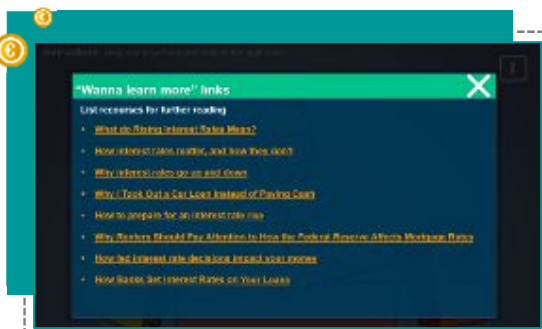 "Wanna learn more" links
List recourses for further reading
What do Rising Interest Rates Mean?
How interest rates matter, and how they don't
Why interest rates go up and down
Why I Took Out a Car Loan Instead of Paying Cash
How to prepare for an interest rate rise
Why Renters Should Pay Attention to How the Federal Reserve Affects Mortgage Rates
How fed interest rate decisions impact your money
How Banks Set Interest Rates on Your Loans